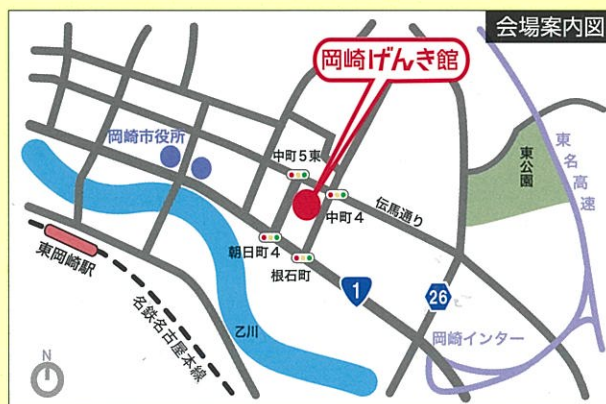 会場案内図
岡崎げんき館
岡崎市役所
中町5東
中町4
伝馬通り
東公園
東名高速
朝日町4
根石町
東岡崎駅
名鉄名古屋本線
乙川
1
26
岡崎インター
N